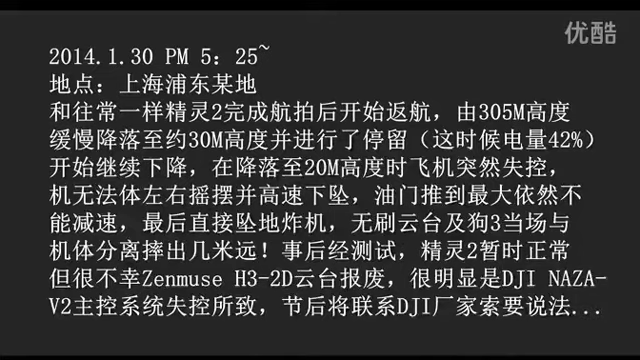 优酷
2014.1.30 PM 5：25~
地点：上海浦东某地
和往常一样精灵2完成航拍后开始返航，由305M高度
缓慢降落至约30M高度并进行了停留（这时候电量42%）
开始继续下降，在降落至20M高度时飞机突然失控，
机无法体左右摇摆并高速下坠，油门推到最大依然不
能减速，最后直接坠地炸机，无刷云台及狗3当场与
机体分离摔出几米远！事后经测试，精灵2暂时正常
但很不幸Zenmuse H3-2D云台报废，很明显是DJI NAZA-
V2主控系统失控所致，节后将联系DJI厂家索要说法...